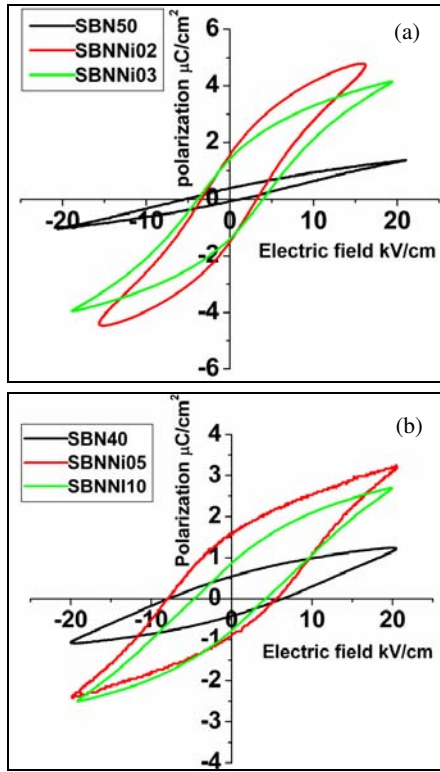 (a)
SBN50
SBNNi02
SBNNi03
polarization μC/cm²
6
4
2
0
-2
-4
-6
-20 -10 0 10 20
Electric field kV/cm
(b)
SBN40
SBNNi05
SBNNI10
Polarization μC/cm²
4
3
2
1
0
-1
-2
-3
-4
-20 -10 0 10 20
Electric field kV/cm